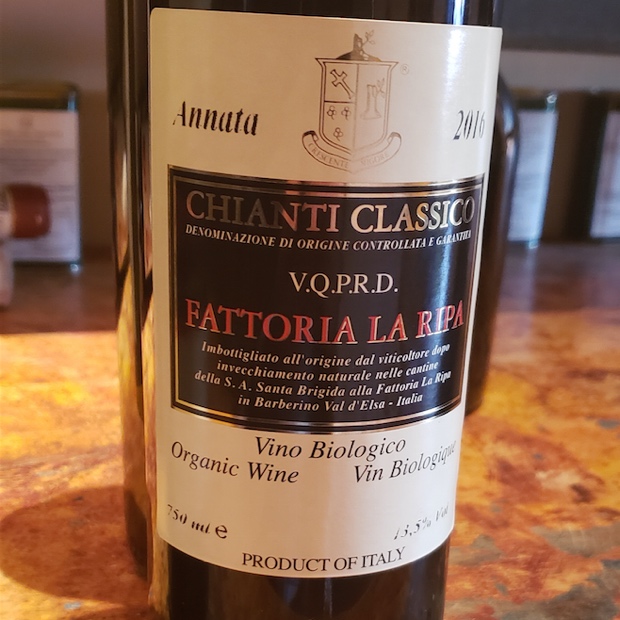 Annata 2016
®
CHIANTI CLASSICO
DENOMINAZIONE DI ORIGINE CONTROLLATA E GARANTITA
V.Q.P.R.D.
FATTORIA LA RIPA
Imbottigliato all'origine dal viticoltore dopo
invecchiamento naturale nelle cantine
della S. A. Santa Brigida alla Fattoria La Ripa
in Barberino Val d'Elsa - Italia
Vino Biologico
Organic Wine Vin Biologique
750 ml e 13,5% Vol
PRODUCT OF ITALY